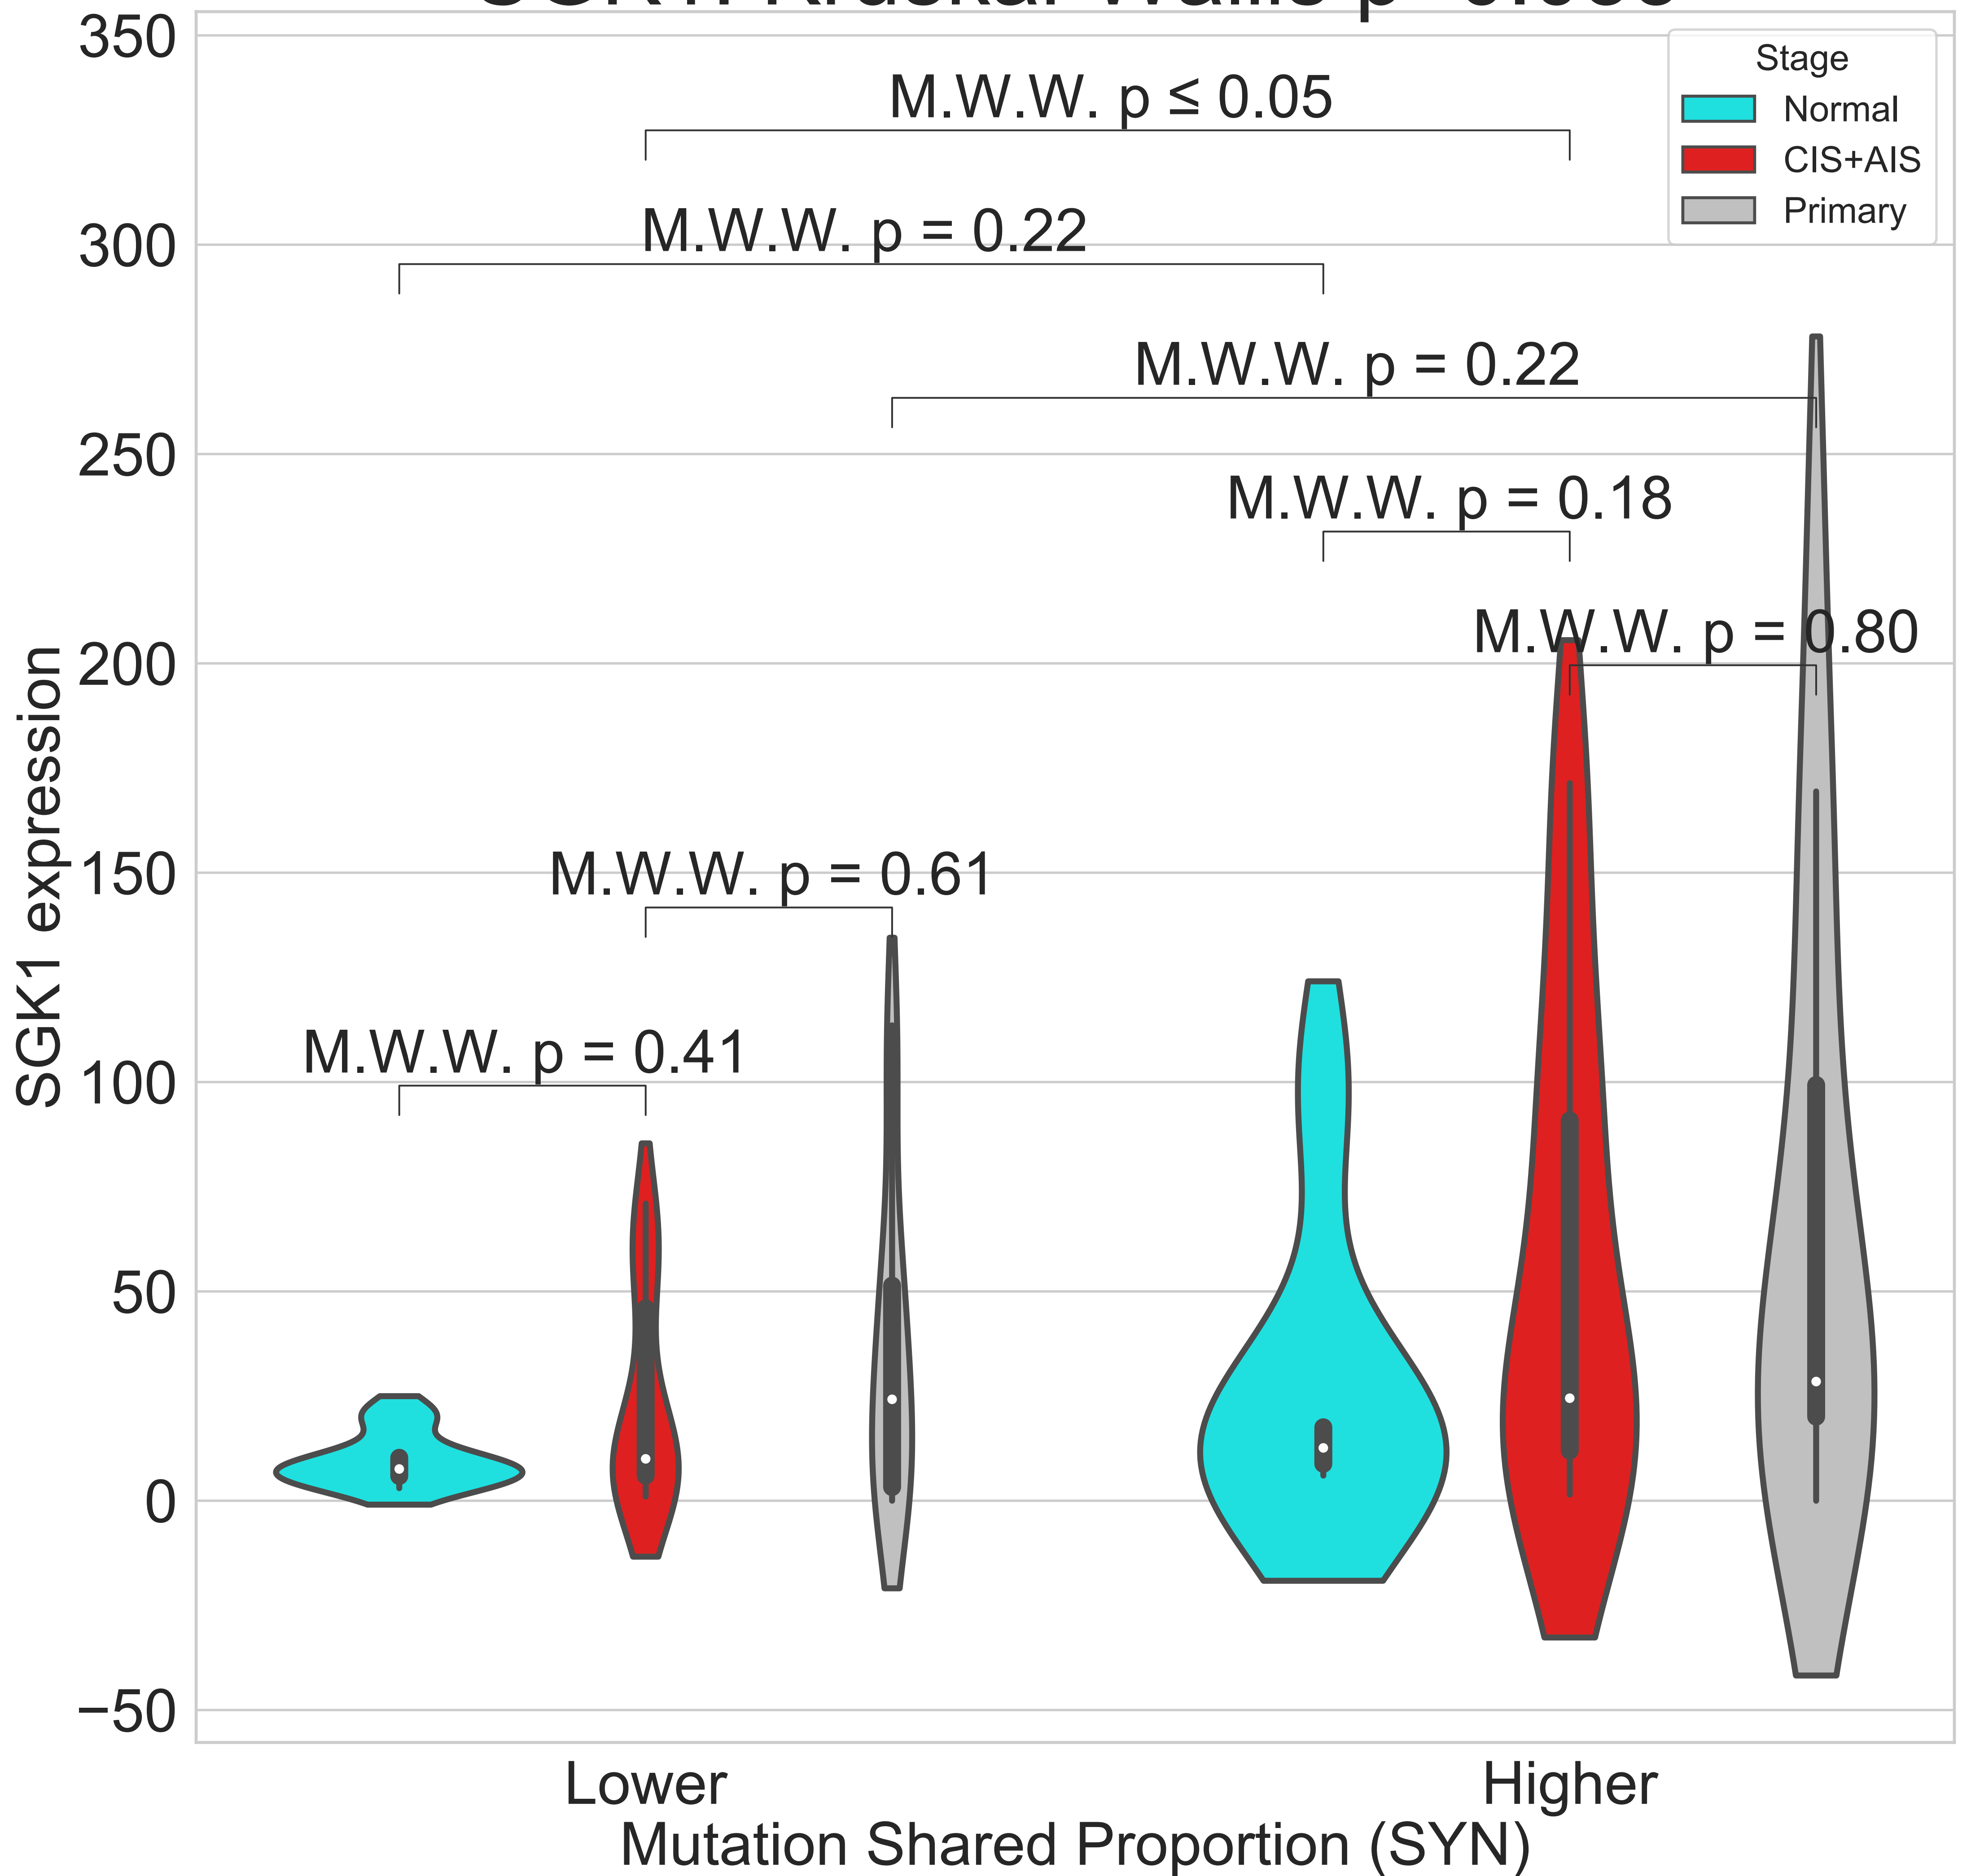 350
Stage
Normal
CIS+AIS
Primary
M.W.W. p ≤ 0.05
300
M.W.W. p = 0.22
M.W.W. p = 0.22
250
M.W.W. p = 0.18
200
M.W.W. p = 0.80
150
M.W.W. p = 0.61
100
M.W.W. p = 0.41
50
0
−50
SGK1 expression
Lower
Higher
Mutation Shared Proportion (SYN)